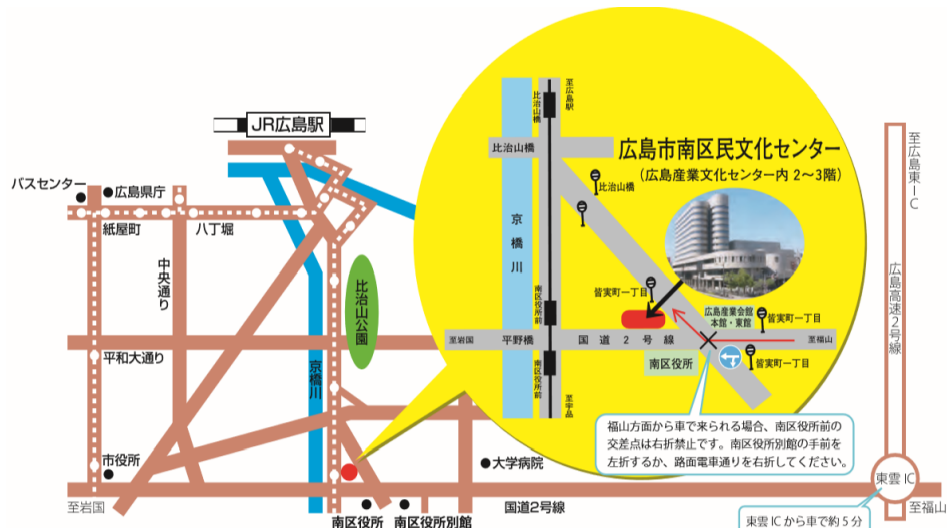 JR広島駅
バスセンター
広島県庁
紙屋町
八丁堀
中央通り
比治山公園
京橋川
平和大通り
市役所
至岩国
南区役所
南区役所別館
国道2号線
大学病院
東雲 IC
至福山
東雲 IC から車で約 5 分
至広島東IC
広島高速2号線
広島市南区民文化センター
(広島産業文化センター内 2〜3階)
至広島駅
比治山橋
比治山橋
比治山橋
京橋川
皆実町一丁目
広島産業会館
本館・東館
皆実町一丁目
南区役所前
至岩国
平野橋
国道2号線
至福山
南区役所
皆実町一丁目
南区役所前
至宇品
福山方面から車で来られる場合、南区役所前の
交差点は右折禁止です。南区役所別館の手前を
左折するか、路面電車通りを右折してください。